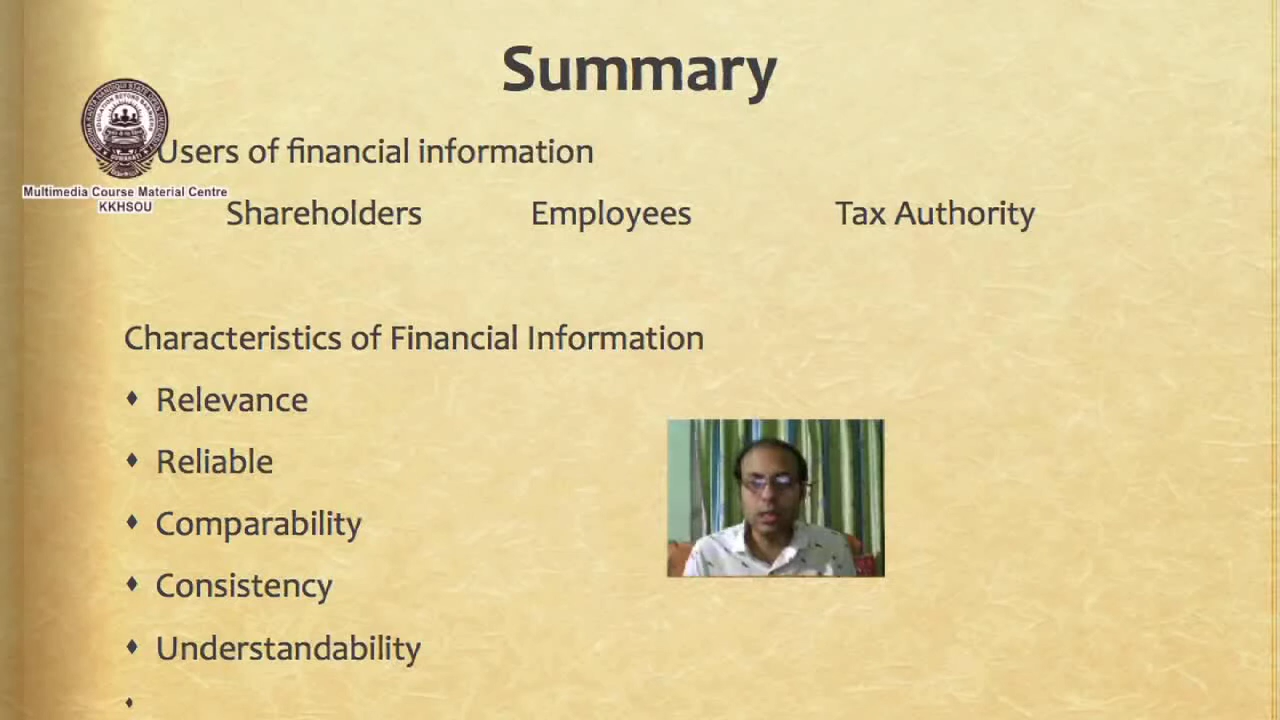 Summary
Users of financial information
Multimedia Course Material Centre
KKHSOU
Shareholders Employees Tax Authority
Characteristics of Financial Information
Relevance
Reliable
Comparability
Consistency
Understandability